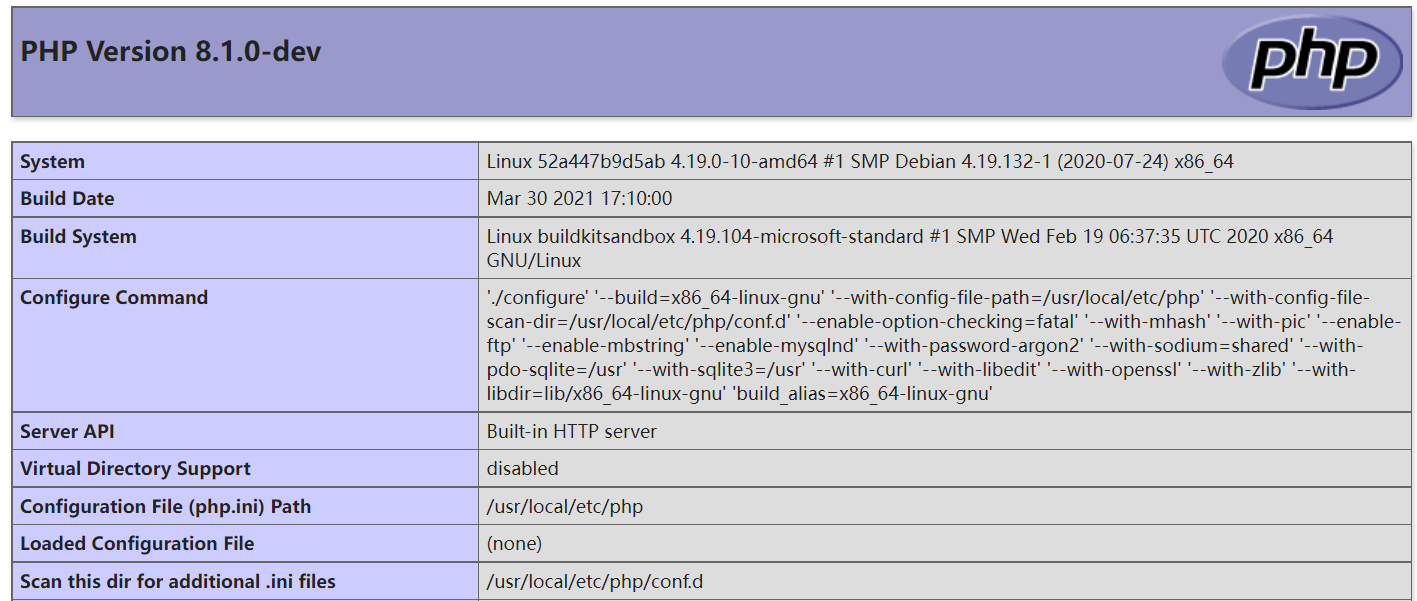 PHP Version 8.1.0-dev
php
System
Linux 52a447b9d5ab 4.19.0-10-amd64 #1 SMP Debian 4.19.132-1 (2020-07-24) x86_64
Build Date
Mar 30 2021 17:10:00
Build System
Linux buildkitsandbox 4.19.104-microsoft-standard #1 SMP Wed Feb 19 06:37:35 UTC 2020 x86_64
GNU/Linux
Configure Command
'./configure' '--build=x86_64-linux-gnu' '--with-config-file-path=/usr/local/etc/php' '--with-config-file-
scan-dir=/usr/local/etc/php/conf.d' '--enable-option-checking=fatal' '--with-mhash' '--with-pic' '--enable-
ftp' '--enable-mbstring' '--enable-mysqlnd' '--with-password-argon2' '--with-sodium=shared' '--with-
pdo-sqlite=/usr' '--with-sqlite3=/usr' '--with-curl' '--with-libedit' '--with-openssl' '--with-zlib' '--with-
libdir=lib/x86_64-linux-gnu' 'build_alias=x86_64-linux-gnu'
Server API
Built-in HTTP server
Virtual Directory Support
disabled
Configuration File (php.ini) Path
/usr/local/etc/php
Loaded Configuration File
(none)
Scan this dir for additional .ini files
/usr/local/etc/php/conf.d